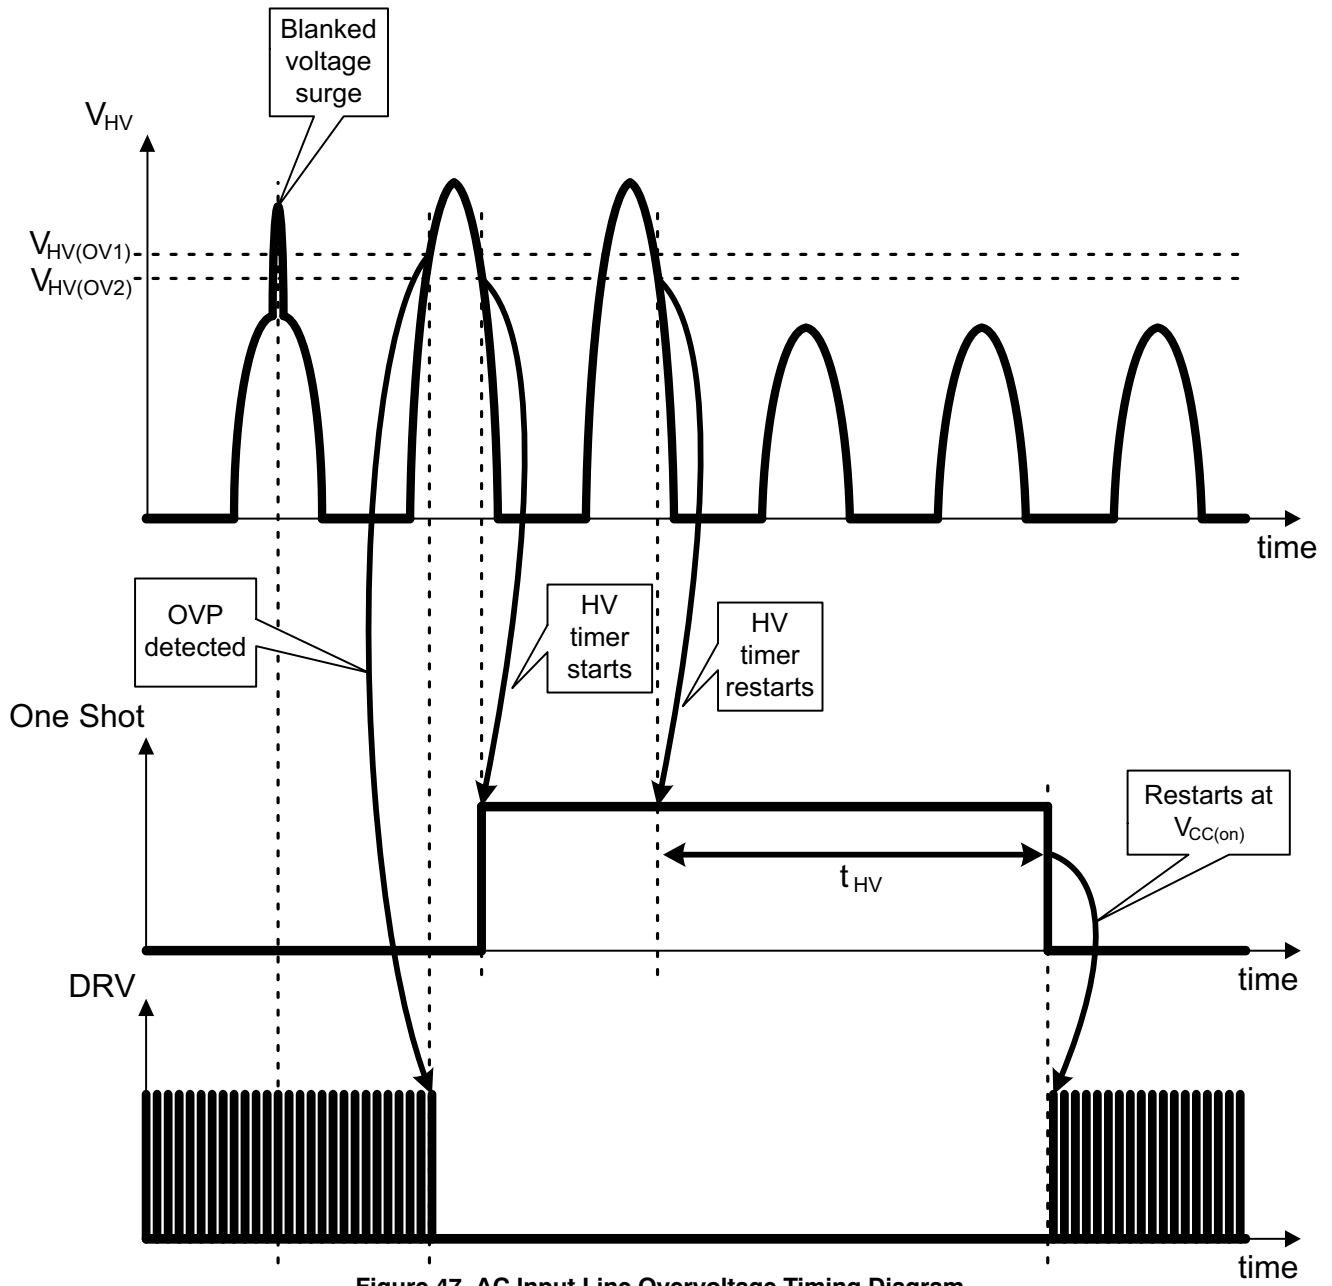 Blanked
voltage
surge
VHV
VHV(OV1)
VHV(OV2)
time
OVP
detected
HV
timer
starts
HV
timer
restarts
One Shot
Restarts at
VCC(on)
tHV
time
DRV
time
Figure 47. AC Input Line Overvoltage Timing Diagram